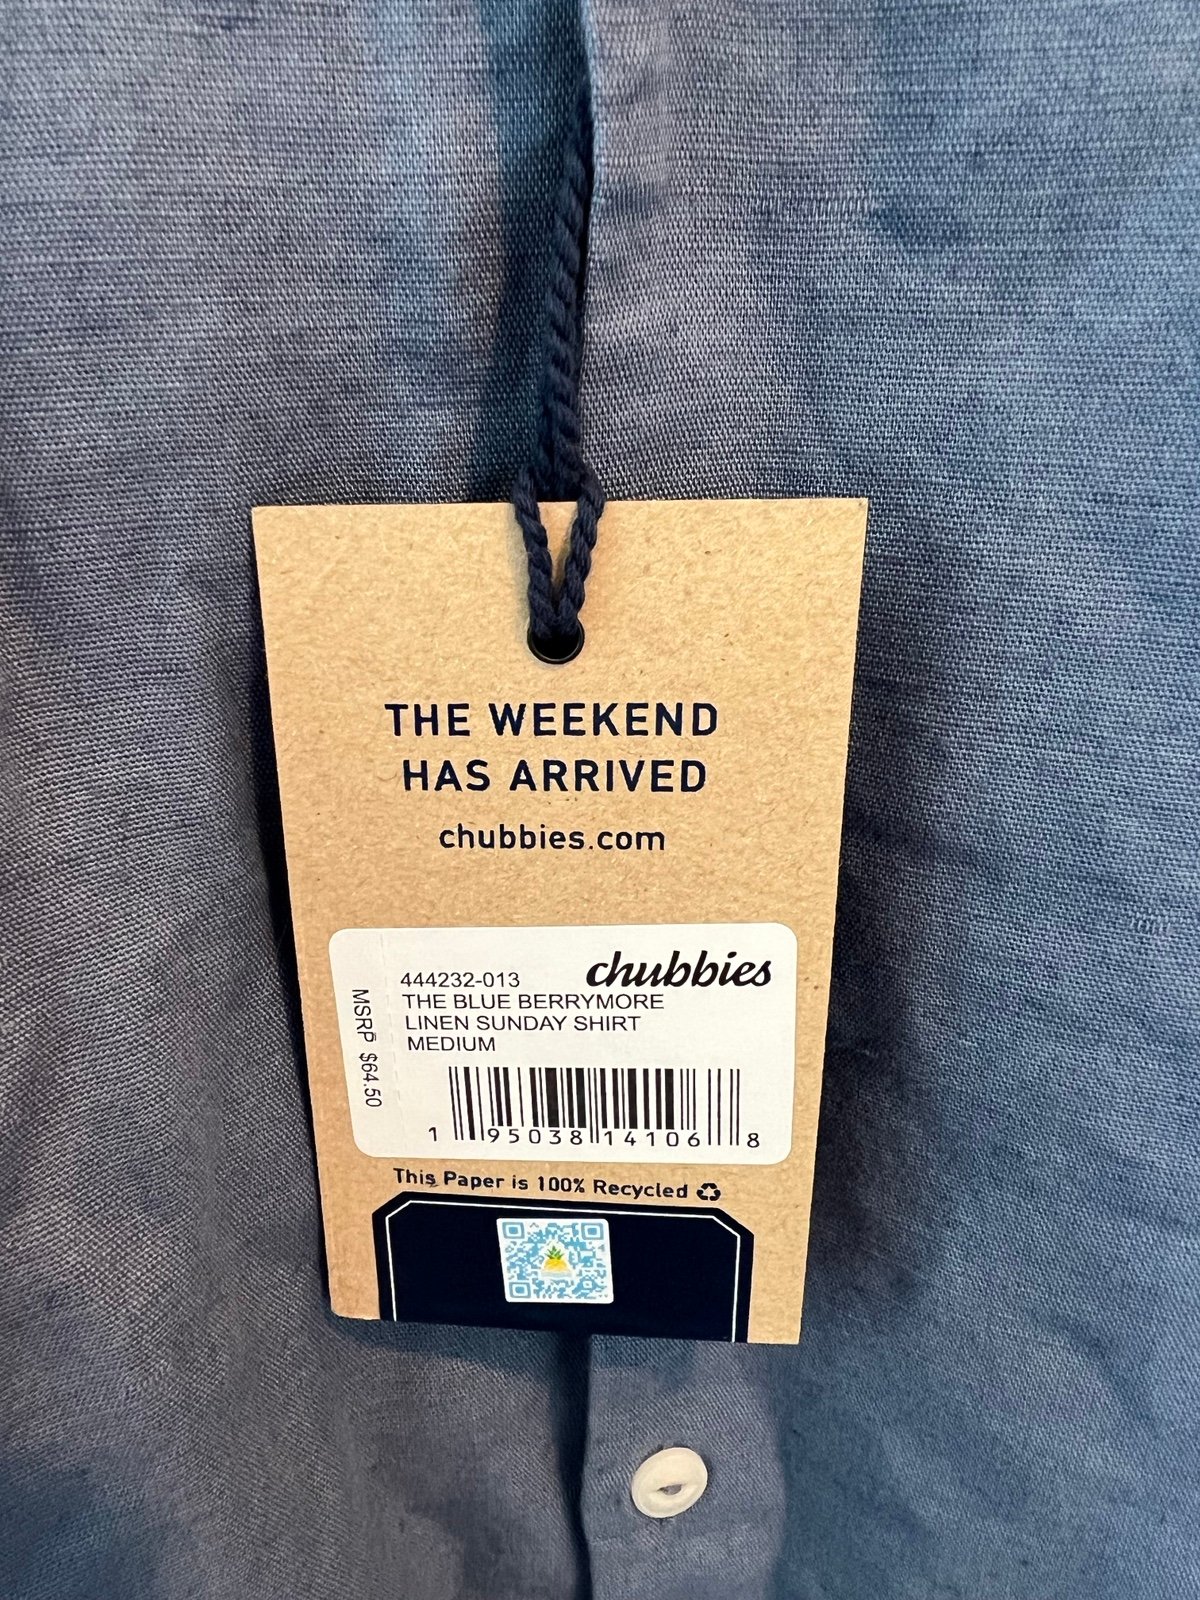 THE WEEKEND
HAS ARRIVED
chubbies.com
chubbies
444232-013
THE BLUE BERRYMORE
LINEN SUNDAY SHIRT
MEDIUM
MSRP $64.50
1 95038 14106 8
This Paper is 100% Recycled